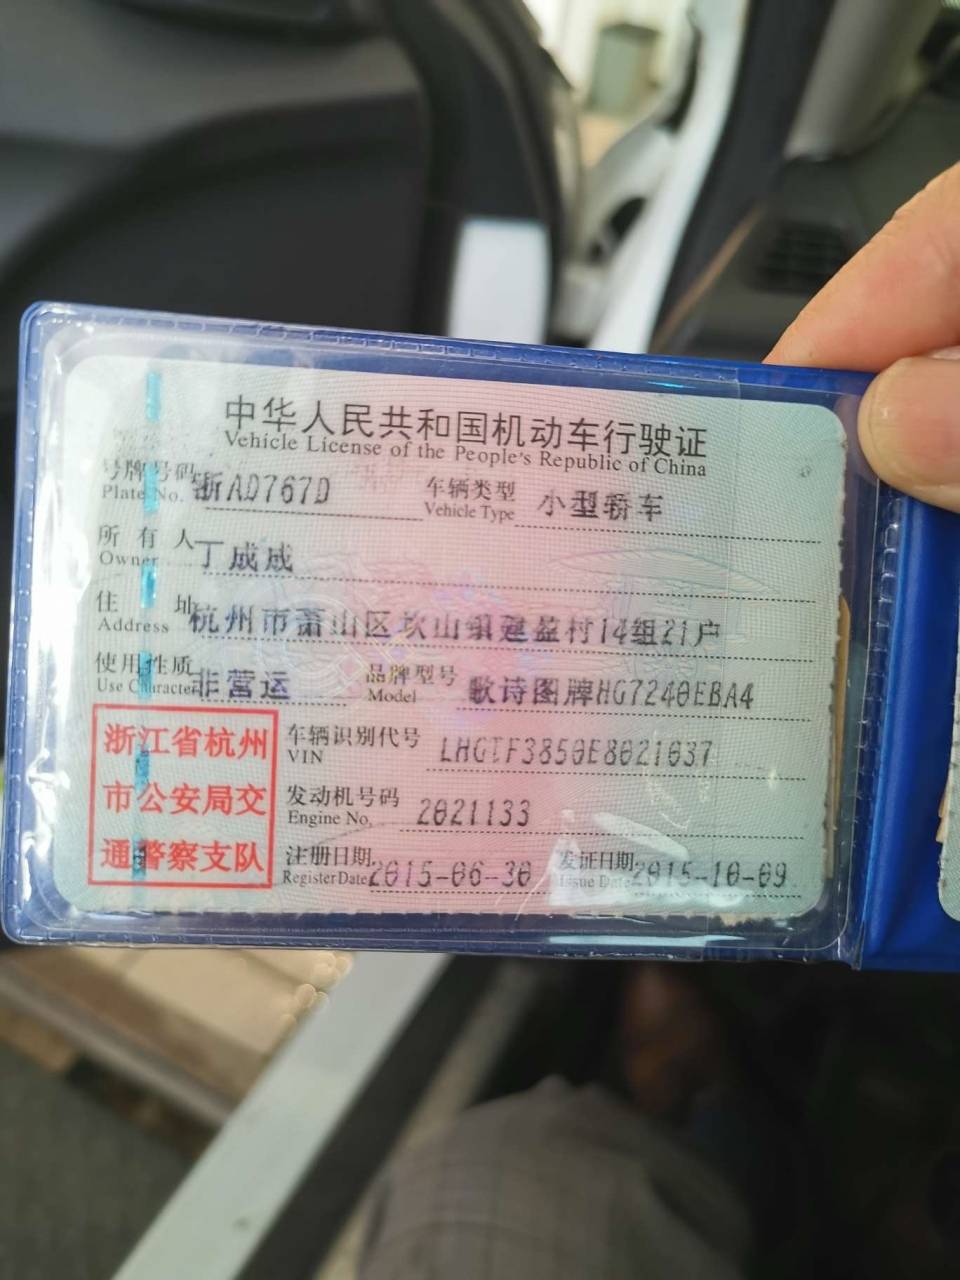 中华人民共和国机动车行驶证
Vehicle License of the People's Republic of China
号牌号码 浙AD767D 车辆类型 小型轿车
Plate No. Vehicle Type
所有人 丁成成
Owner
住址 杭州市萧山区坎山镇建盈村14组21户
Address
使用性质 非营运 品牌型号 歌诗图牌HG7240EBA4
Use Character Model
浙江省杭州
市公安局交
通警察支队
车辆识别代号 LHGTF3850E8021037
VIN
发动机号码 2021133
Engine No.
注册日期 2015-06-30 发证日期 2015-10-09
Register Date Issue Date